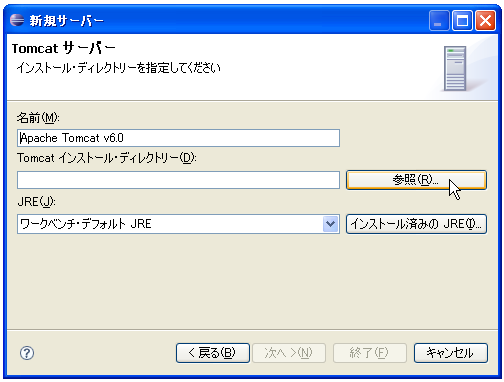 新規サーバー
Tomcat サーバー
インストール・ディレクトリーを指定してください
名前(M):
Apache Tomcat v6.0
Tomcat インストール・ディレクトリー(D):
参照(R)...
JRE(J):
ワークベンチ・デフォルト JRE
インストール済みの JRE(I)...
?
< 戻る(B)
次へ >(N)
終了(F)
キャンセル